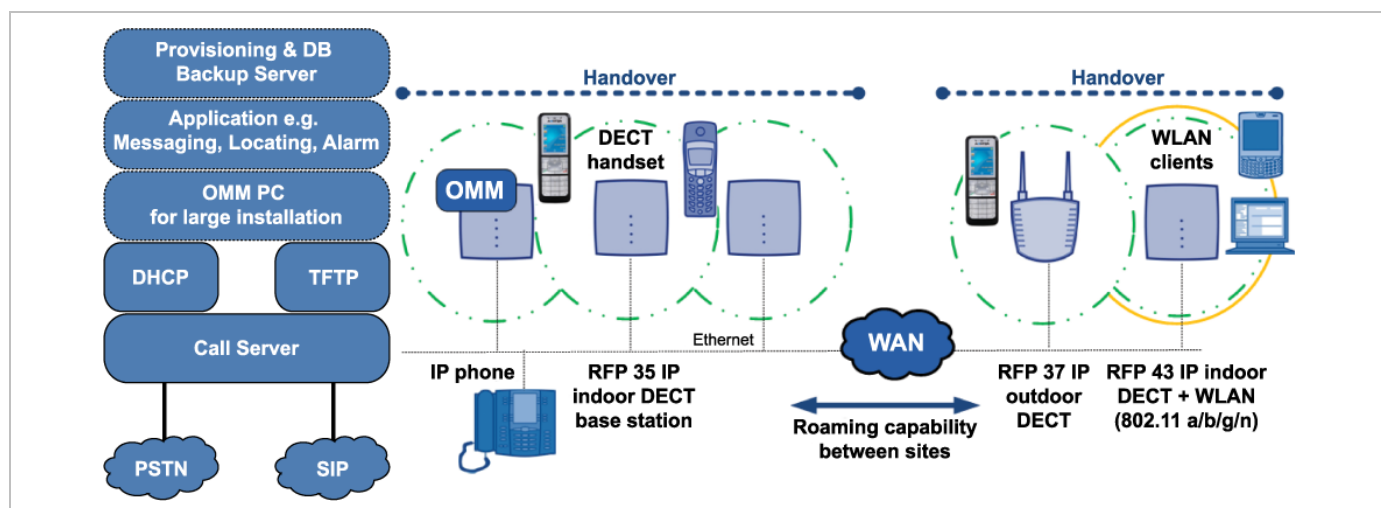 Provisioning & DB
Backup Server
Application e.g.
Messaging, Locating, Alarm
OMM PC
for large installation
DHCP
TFTP
Call Server
PSTN
SIP
Handover
DECT
handset
OMM
Ethernet
IP phone
RFP 35 IP
indoor DECT
base station
WAN
Roaming capability
between sites
Handover
WLAN
clients
RFP 37 IP
outdoor
DECT
RFP 43 IP indoor
DECT + WLAN
(802.11 a/b/g/n)